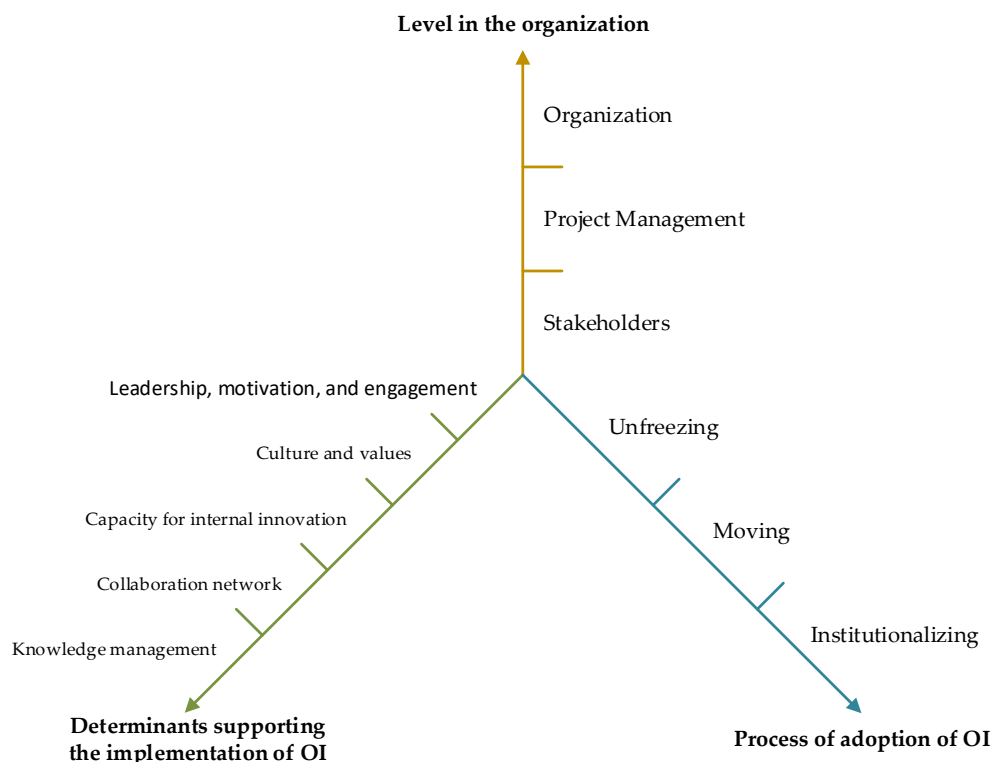 Level in the organization
Organization
Project Management
Stakeholders
Leadership, motivation, and engagement
Culture and values
Capacity for internal innovation
Collaboration network
Knowledge management
Determinants supporting
the implementation of OI
Unfreezing
Moving
Institutionalizing
Process of adoption of OI